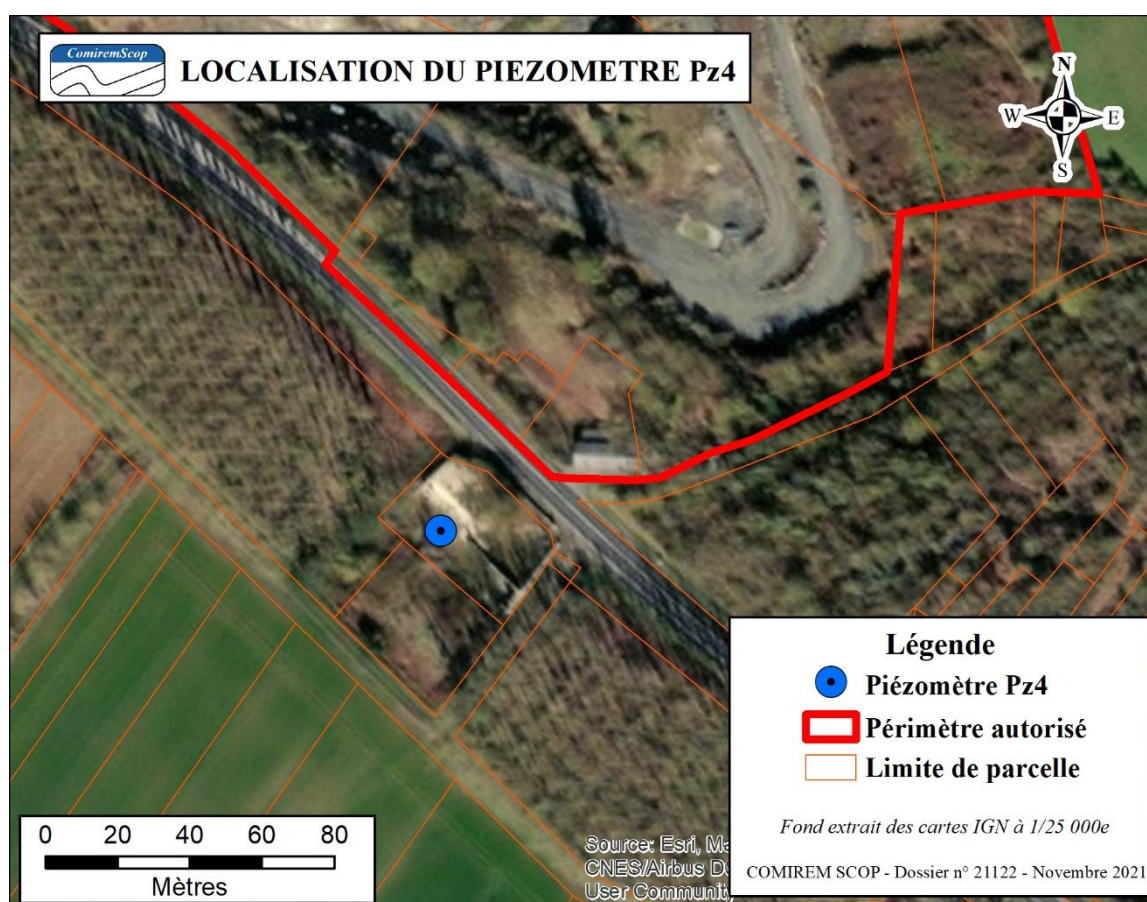 ComiremScop
LOCALISATION DU PIEZOMETRE Pz4
N
W
E
S
Légende
Piézomètre Pz4
Périmètre autorisé
Limite de parcelle
Fond extrait des cartes IGN à 1/25 000e
COMIREM SCOP - Dossier n° 21122 - Novembre 2021
0 20 40 60 80
Mètres
Source: Esri,
CNES/Airbus
User Community